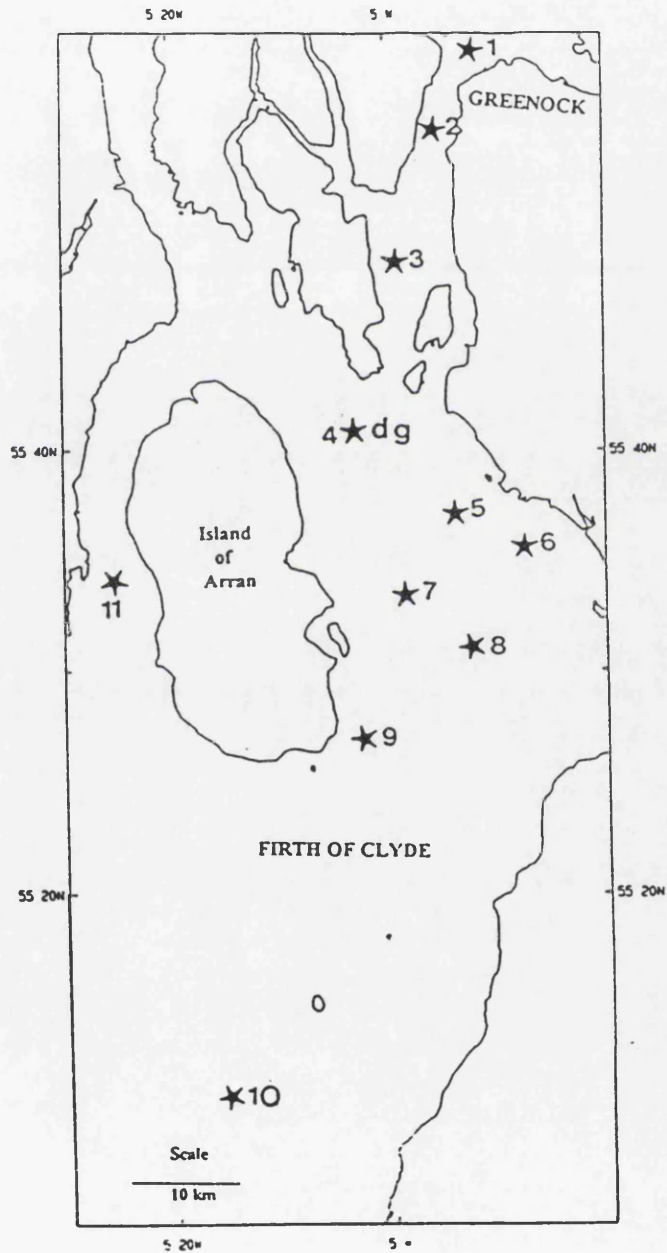 5 20W
5 W
1
GREENOCK
2
3
4 dg
55 40N
55 40N
5
6
Island
of
Arran
7
11
8
9
FIRTH OF CLYDE
55 20N
55 20N
10
Scale
10 km
5 20W
5 w